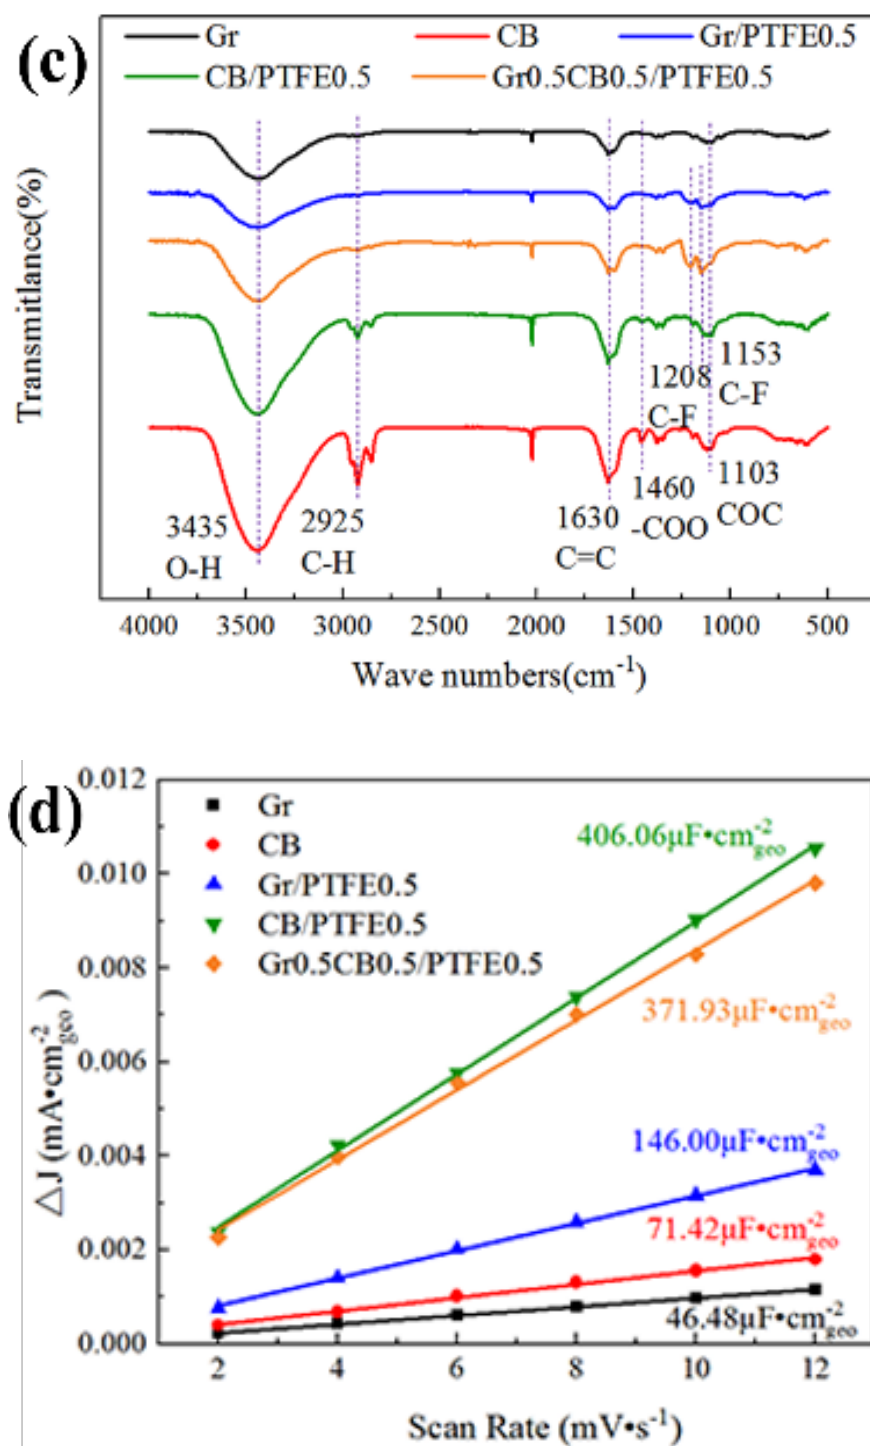 (c)
Gr CB Gr/PTFE0.5
CB/PTFE0.5 Gr0.5CB0.5/PTFE0.5
Transmitlance(%)
3435
O-H
2925
C-H
1630
C=C
1460
-COO
1208
C-F
1153
C-F
1103
COC
4000 3500 3000 2500 2000 1500 1000 500
Wave numbers(cm⁻¹)
(d)
Gr
CB
Gr/PTFE0.5
CB/PTFE0.5
Gr0.5CB0.5/PTFE0.5
406.06μF•cm⁻²geo
371.93μF•cm⁻²geo
146.00μF•cm⁻²geo
71.42μF•cm⁻²geo
46.48μF•cm⁻²geo
△J (mA•cm⁻²geo)
0.012
0.010
0.008
0.006
0.004
0.002
0.000
2 4 6 8 10 12
Scan Rate (mV•s⁻¹)